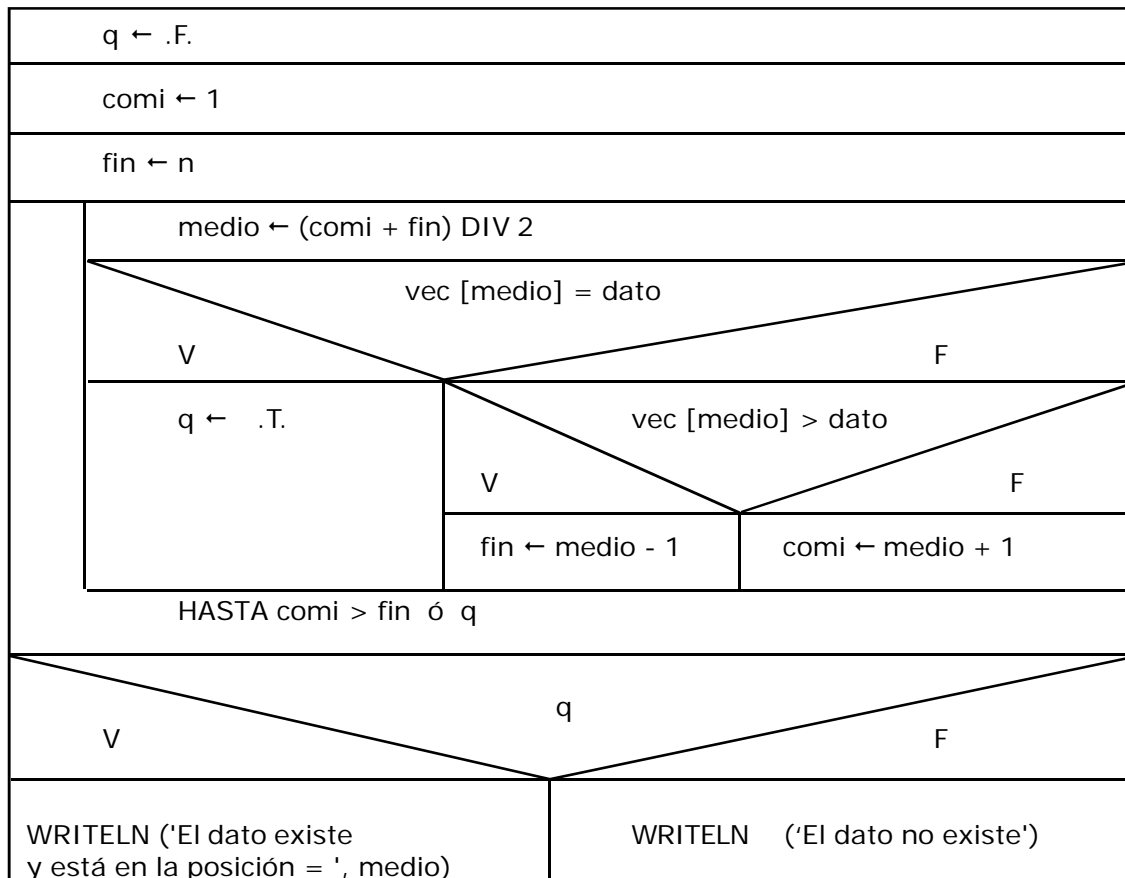 q ← .F.
comi ← 1
fin ← n
medio ← (comi + fin) DIV 2
vec [medio] = dato
V
F
q ← .T.
vec [medio] > dato
V
F
fin ← medio - 1
comi ← medio + 1
HASTA comi > fin ó q
q
V
F
WRITELN ('El dato existe
y está en la posición = ', medio)
WRITELN (‘El dato no existe')